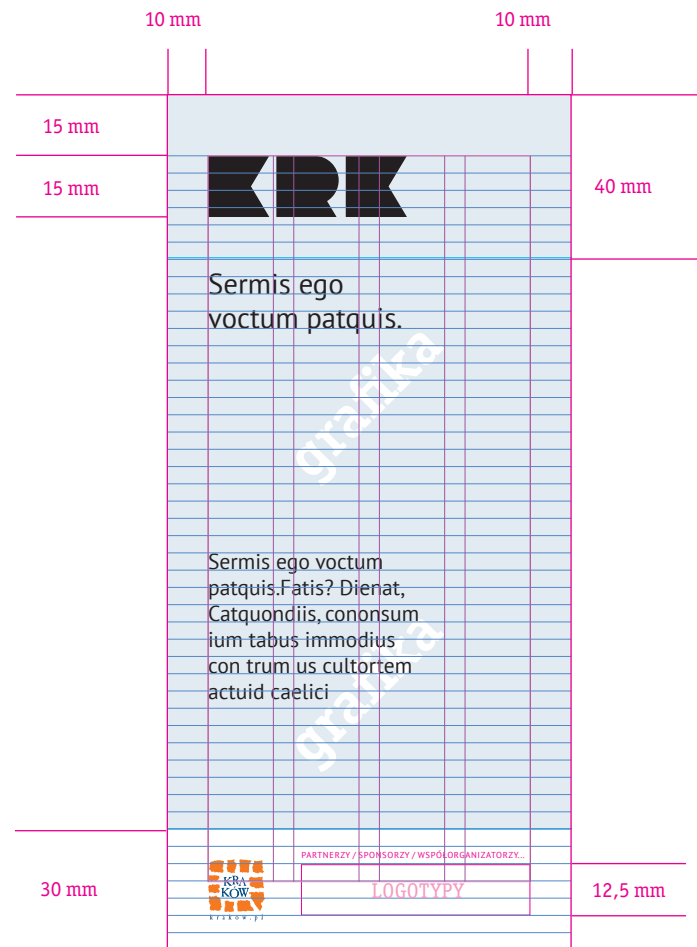 10 mm
10 mm
15 mm
15 mm
40 mm
KRK
Sermis ego
voctum patquis.
grafika
Sermis ego voctum
patquis.Fatis? Dienat,
Catquondiis, cononsum
ium tabus immodius
con trum us cultortem
actuid caelici
grafika
30 mm
PARTNERZY / SPONSORZY / WSPÓŁORGANIZATORZY...
KRA
KÓW
krakow.pl
LOGOTYPY
12,5 mm